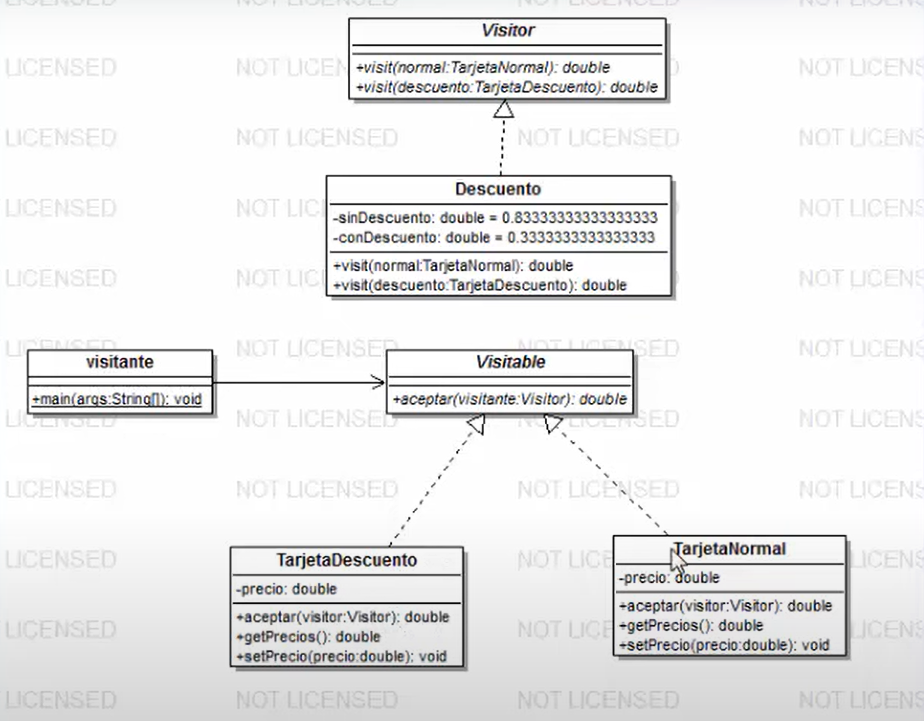 Visitor
+visit(normal:TarjetaNormal): double
+visit(descuento:TarjetaDescuento): double
Descuento
-sinDescuento: double = 0.83333333333333333
-conDescuento: double = 0.3333333333333333
+visit(normal:TarjetaNormal): double
+visit(descuento:TarjetaDescuento): double
visitante
+main(args:String[]): void
Visitable
+aceptar(visitante:Visitor): double
TarjetaDescuento
-precio: double
+aceptar(visitor:Visitor): double
+getPrecios(): double
+setPrecio(precio:double): void
TarjetaNormal
-precio: double
+aceptar(visitor:Visitor): double
+getPrecios(): double
+setPrecio(precio:double): void
NOT LICENSED